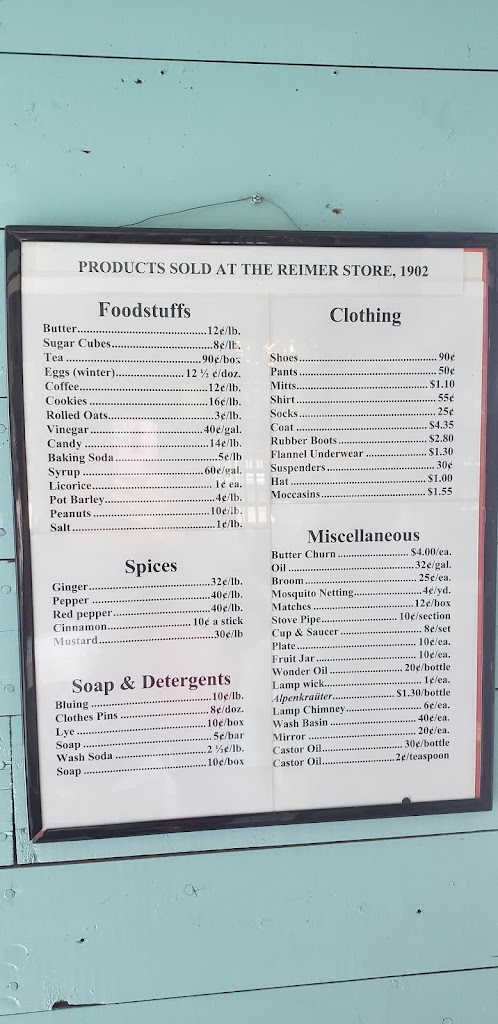 PRODUCTS SOLD AT THE REIMER STORE, 1902
Foodstuffs
Butter....................12¢/lb.
Sugar Cubes....................8¢/lb.
Tea....................90¢/box
Eggs (winter)....................12 ½ ¢/doz.
Coffee....................12¢/lb.
Cookies....................16¢/lb.
Rolled Oats....................3¢/lb.
Vinegar....................40¢/gal.
Candy....................14¢/lb.
Baking Soda....................5¢/lb
Syrup....................60¢/gal.
Licorice....................1¢ ea.
Pot Barley....................4¢/lb.
Peanuts....................10¢/lb.
Salt....................1¢/lb.
Spices
Ginger....................32¢/lb.
Pepper....................40¢/lb.
Red pepper....................40¢/lb.
Cinnamon....................10¢ a stick
Mustard....................30¢/lb
Soap & Detergents
Bluing....................10¢/lb.
Clothes Pins....................8¢/doz.
Lye....................10¢/box
Soap....................5¢/bar
Wash Soda....................2 ½¢/lb.
Soap....................10¢/box
Clothing
Shoes....................90¢
Pants....................50¢
Mitts....................$1.10
Shirt....................55¢
Socks....................25¢
Coat....................$4.35
Rubber Boots....................$2.80
Flannel Underwear....................$1.30
Suspenders....................30¢
Hat....................$1.00
Moccasins....................$1.55
Miscellaneous
Butter Churn....................$4.00/ea.
Oil....................32¢/gal.
Broom....................25¢/ea.
Mosquito Netting....................4¢/yd.
Matches....................12¢/box
Stove Pipe....................10¢/section
Cup & Saucer....................8¢/set
Plate....................10¢/ea.
Fruit Jar....................10¢/ea.
Wonder Oil....................20¢/bottle
Lamp wick....................1¢/ea.
Alpenkraüter....................$1.30/bottle
Lamp Chimney....................6¢/ea.
Wash Basin....................40¢/ea.
Mirror....................20¢/ea.
Castor Oil....................30¢/bottle
Castor Oil....................2¢/teaspoon